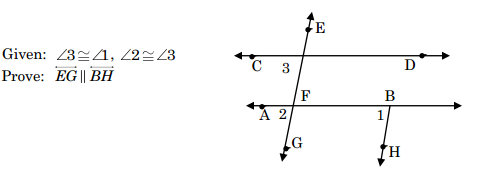 Given: ∠3≅∠1, ∠2≅∠3
Prove: EG ∥ BH
E
C 3 D
F B
A 2 1
G
H